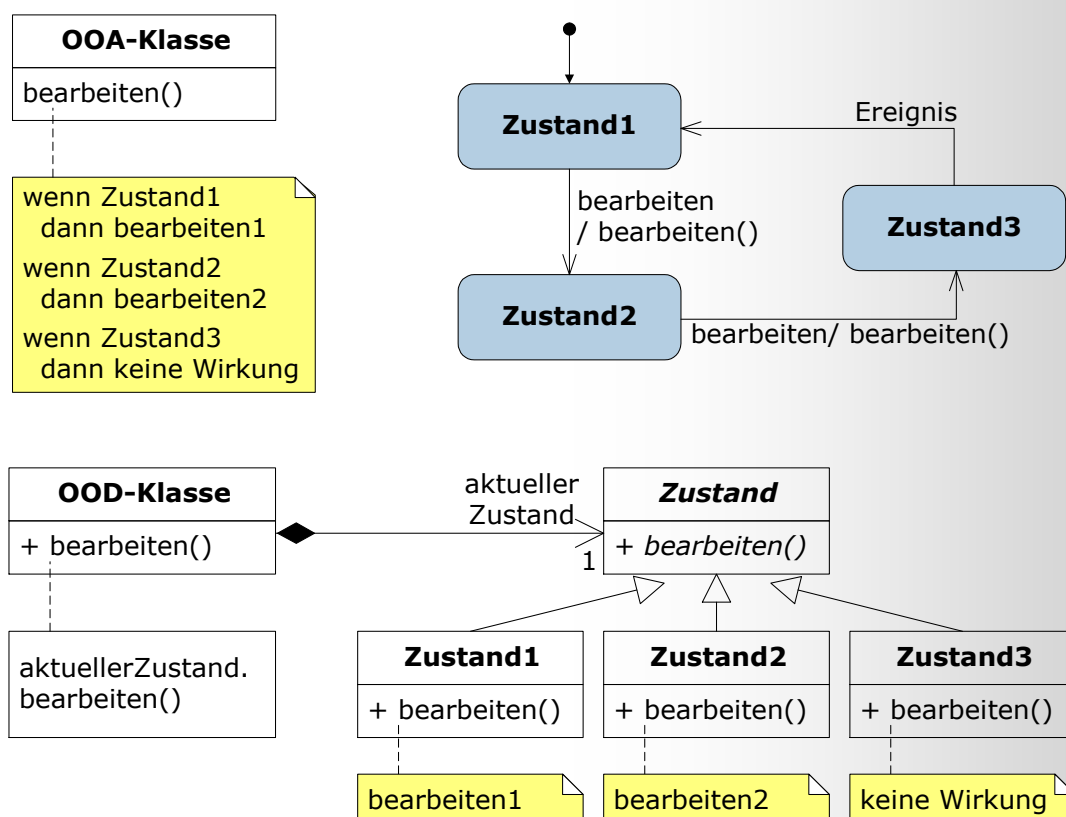 OOA-Klasse
bearbeiten()
wenn Zustand1
dann bearbeiten1
wenn Zustand2
dann bearbeiten2
wenn Zustand3
dann keine Wirkung
Zustand1
Ereignis
bearbeiten
/ bearbeiten()
Zustand3
Zustand2
bearbeiten/ bearbeiten()
OOD-Klasse
+ bearbeiten()
aktuellerZustand.
bearbeiten()
aktueller
Zustand
1
Zustand
+ bearbeiten()
Zustand1
+ bearbeiten()
bearbeiten1
Zustand2
+ bearbeiten()
bearbeiten2
Zustand3
+ bearbeiten()
keine Wirkung